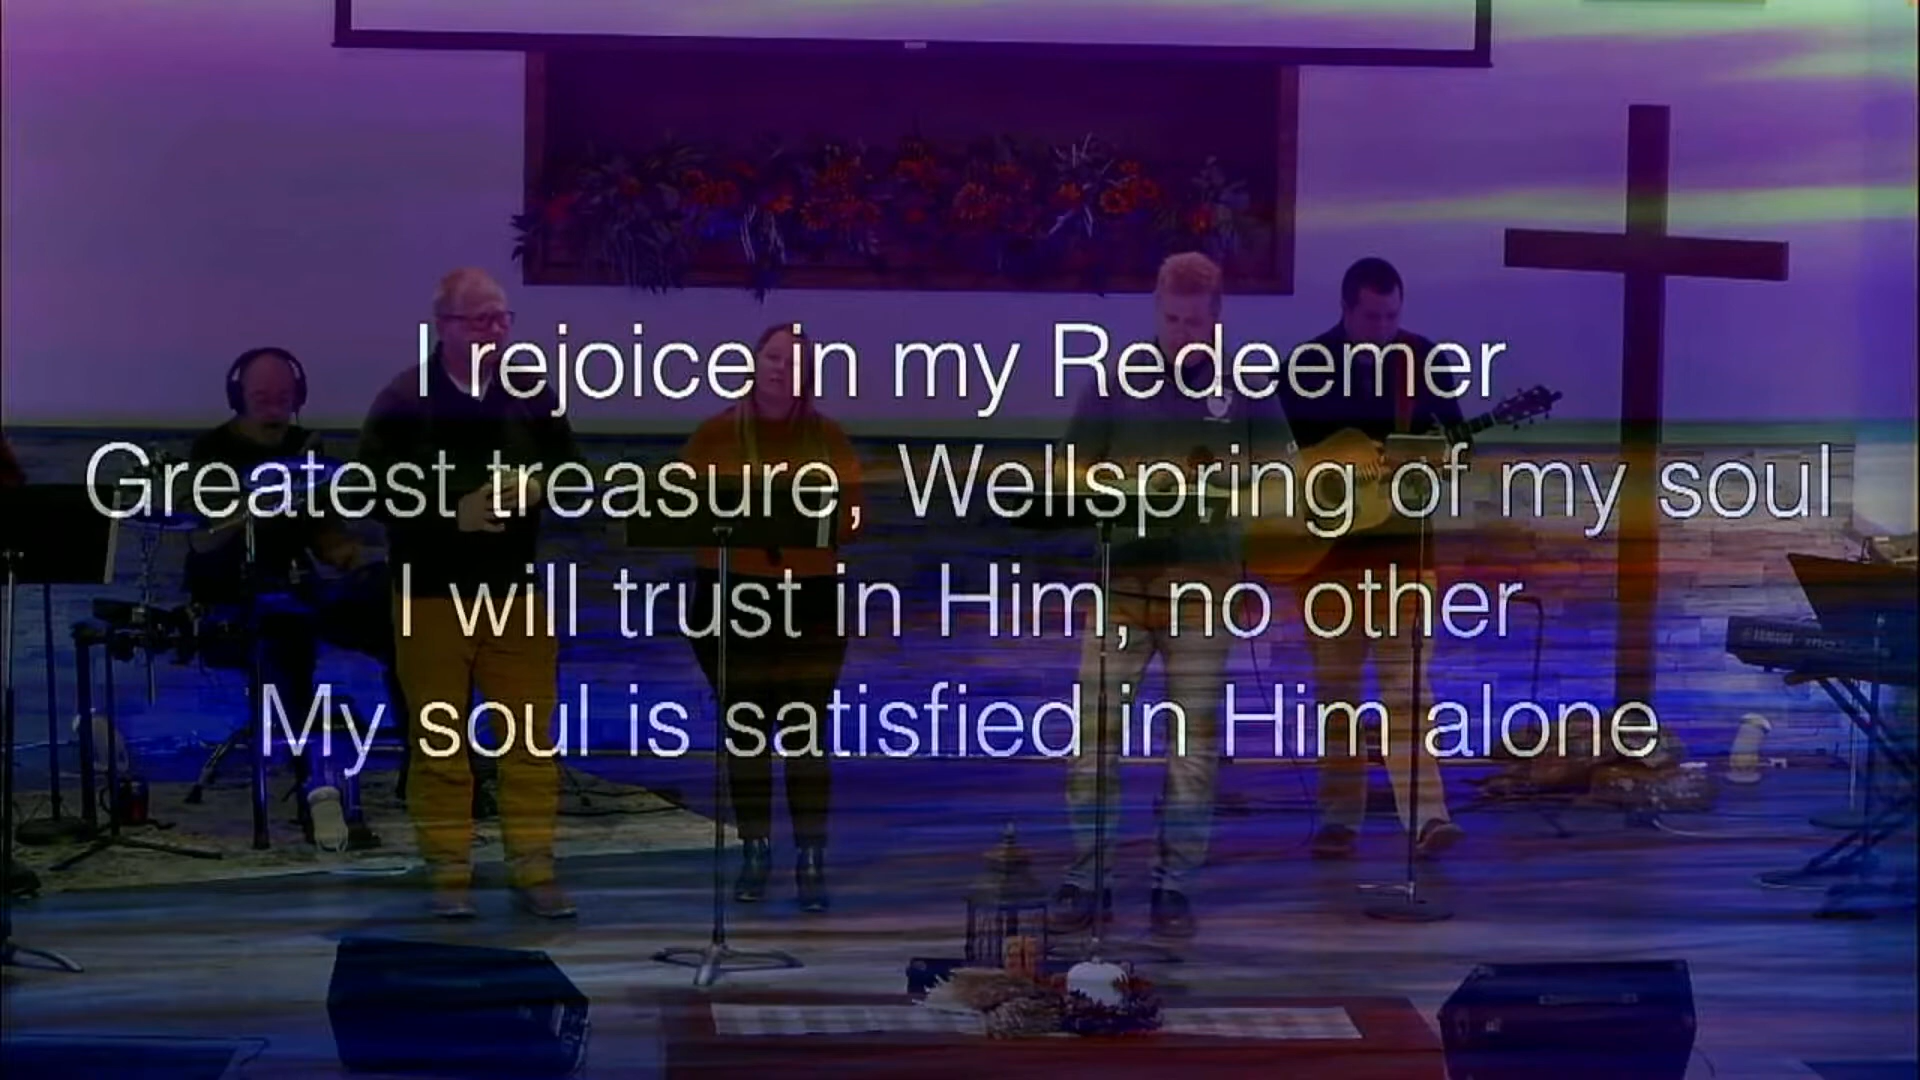 I rejoice in my Redeemer
Greatest treasure, Wellspring of my soul
I will trust in Him, no other
My soul is satisfied in Him alone